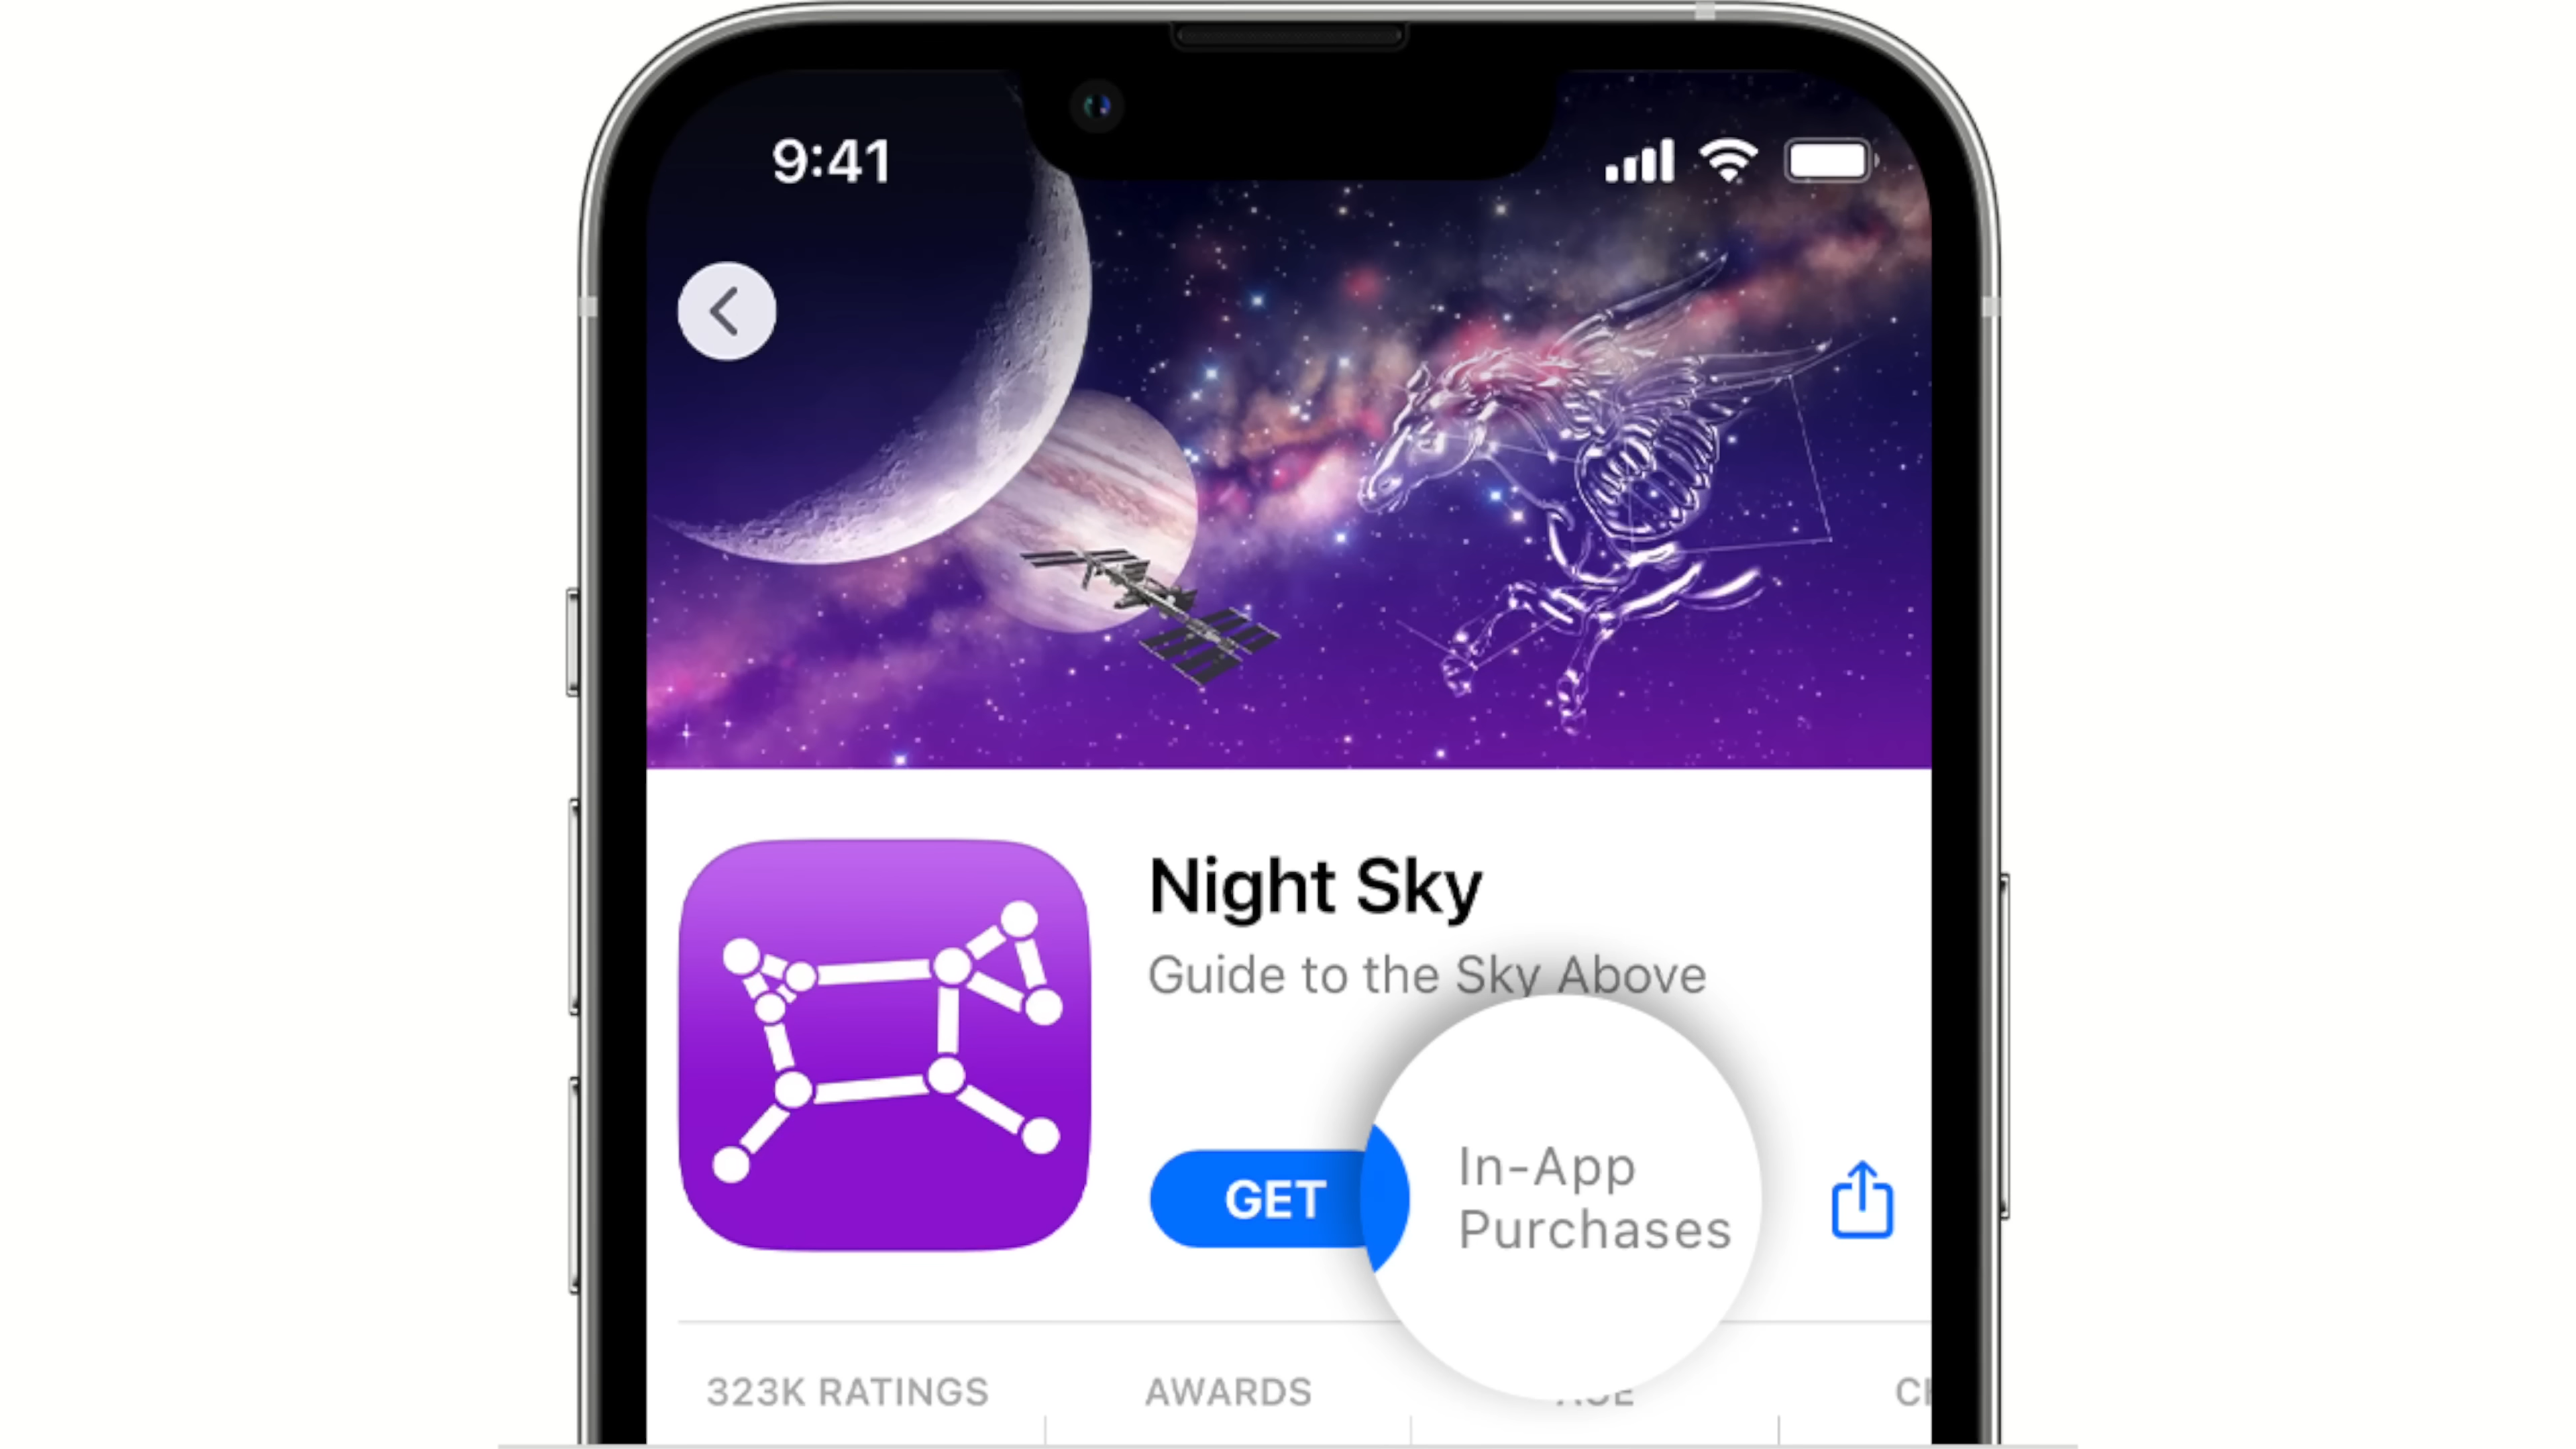 9:41
Night Sky
Guide to the Sky Above
GET
In-App
Purchases
323K RATINGS
AWARDS